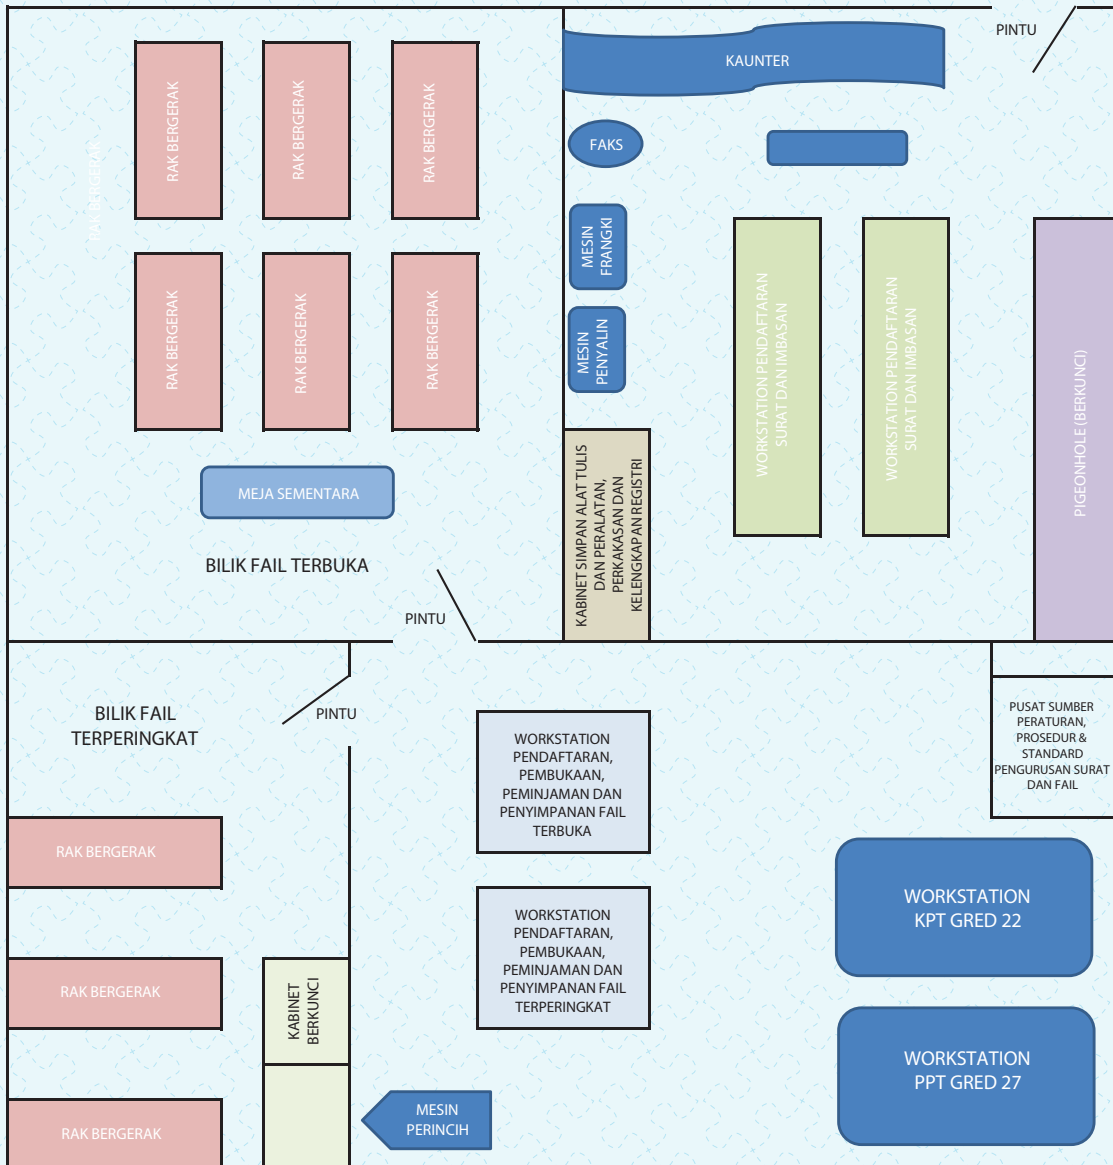 PINTU
KAUNTER
RAK BERGERAK
RAK BERGERAK
RAK BERGERAK
RAK BERGERAK
FAKS
MESIN
FRANGKI
RAK BERGERAK
RAK BERGERAK
RAK BERGERAK
MESIN
PENYALIN
WORKSTATION PENDAFTARAN
SURAT DAN IMBASAN
WORKSTATION PENDAFTARAN
SURAT DAN IMBASAN
PIGEONHOLE (BERKUNCI)
MEJA SEMENTARA
KABINET SIMPAN ALAT TULIS
DAN PERALATAN,
PERKAKASAN DAN
KELENGKAPAN REGISTRI
BILIK FAIL TERBUKA
PINTU
BILIK FAIL
TERPERINGKAT
PINTU
WORKSTATION
PENDAFTARAN,
PEMBUKAAN,
PEMINJAMAN DAN
PENYIMPANAN FAIL
TERBUKA
PUSAT SUMBER
PERATURAN,
PROSEDUR &
STANDARD
PENGURUSAN SURAT
DAN FAIL
RAK BERGERAK
WORKSTATION
KPT GRED 22
WORKSTATION
PENDAFTARAN,
PEMBUKAAN,
PEMINJAMAN DAN
PENYIMPANAN FAIL
TERPERINGKAT
RAK BERGERAK
KABINET
BERKUNCI
WORKSTATION
PPT GRED 27
MESIN
PERINCIH
RAK BERGERAK